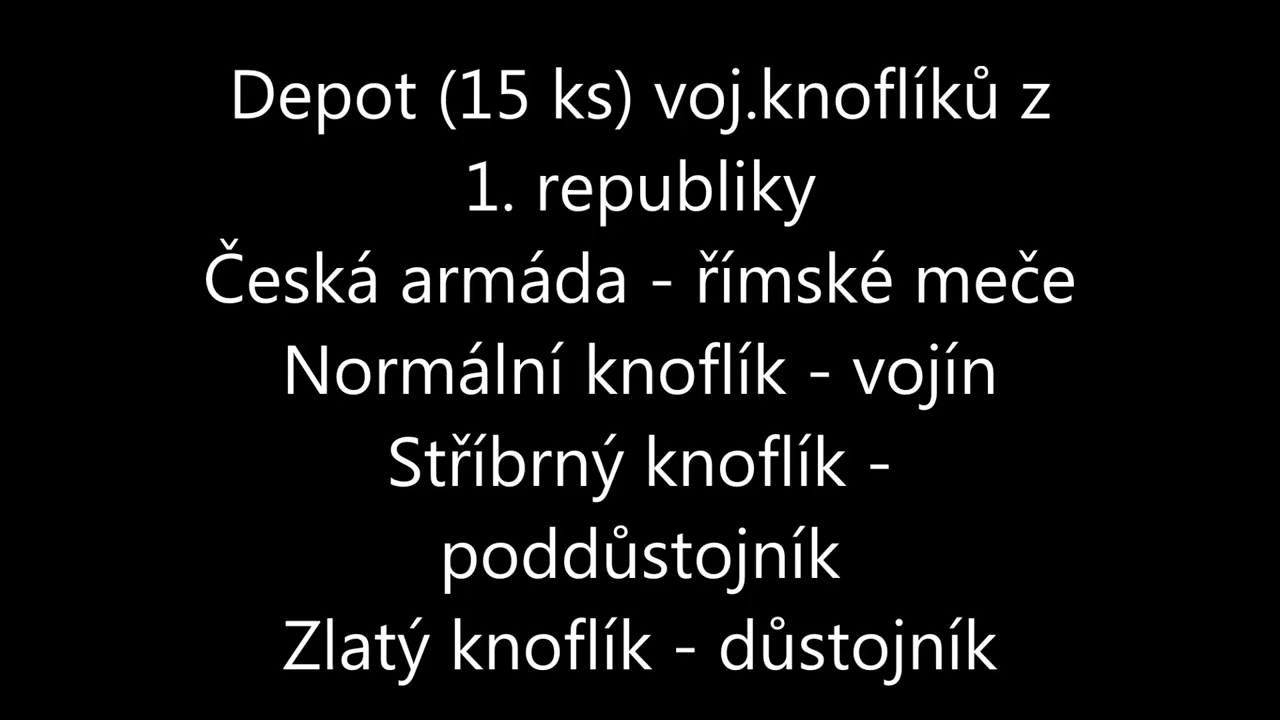 Depot (15 ks) voj.knoflíků z
1. republiky
Česká armáda - římské meče
Normální knoflík - vojín
Stříbrný knoflík -
poddůstojník
Zlatý knoflík - důstojník